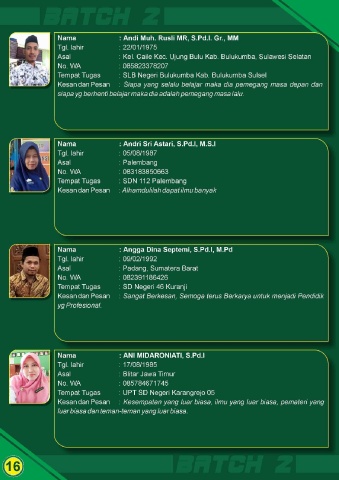 BATCH 2
Nama : Andi Muh. Rusli MR, S.Pd.I. Gr., MM
Tgl. lahir : 22/01/1975
Asal : Kel. Caile Kec. Ujung Bulu Kab. Bulukumba, Sulawesi Selatan
No. WA : 085823378207
Tempat Tugas : SLB Negeri Bulukumba Kab. Bulukumba Sulsel
Kesan dan Pesan : Siapa yang selalu belajar maka dia pemegang masa depan dan
siapa yg berhenti belajar maka dia adalah pemegang masa lalu.
Nama : Andri Sri Astari, S.Pd.I, M.S.I
Tgl. lahir : 05/08/1987
Asal : Palembang
No. WA : 083183850663
Tempat Tugas : SDN 112 Palembang
Kesan dan Pesan : Alhamdulilah dapat ilmu banyak
Nama : Angga Dina Septemi, S.Pd.I, M.Pd
Tgl. lahir : 09/02/1992
Asal : Padang, Sumatera Barat
No. WA : 082391186426
Tempat Tugas : SD Negeri 46 Kuranji
Kesan dan Pesan : Sangat Berkesan, Semoga terus Berkarya untuk menjadi Pendidik
yg Profesional.
Nama : ANI MIDARONIATI, S.Pd.I
Tgl. lahir : 17/08/1985
Asal : Blitar Jawa Timur
No. WA : 085784671745
Tempat Tugas : UPT SD Negeri Karangrejo 05
Kesan dan Pesan : Kesempatan yang luar biasa, ilmu yang luar biasa, pemateri yang
luar biasa dan teman-teman yang luar biasa.
16
BATCH 2